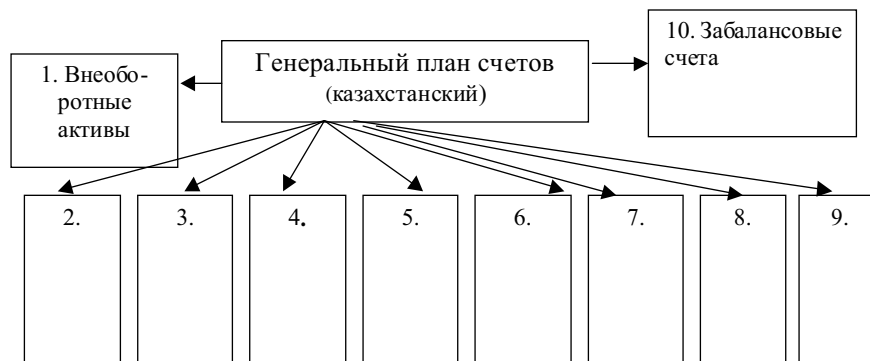 Генеральный план счетов
(казахстанский)
10. Забалансовые
счета
1. Внеобо-
ротные
активы
2.
3.
4.
5.
6.
7.
8.
9.